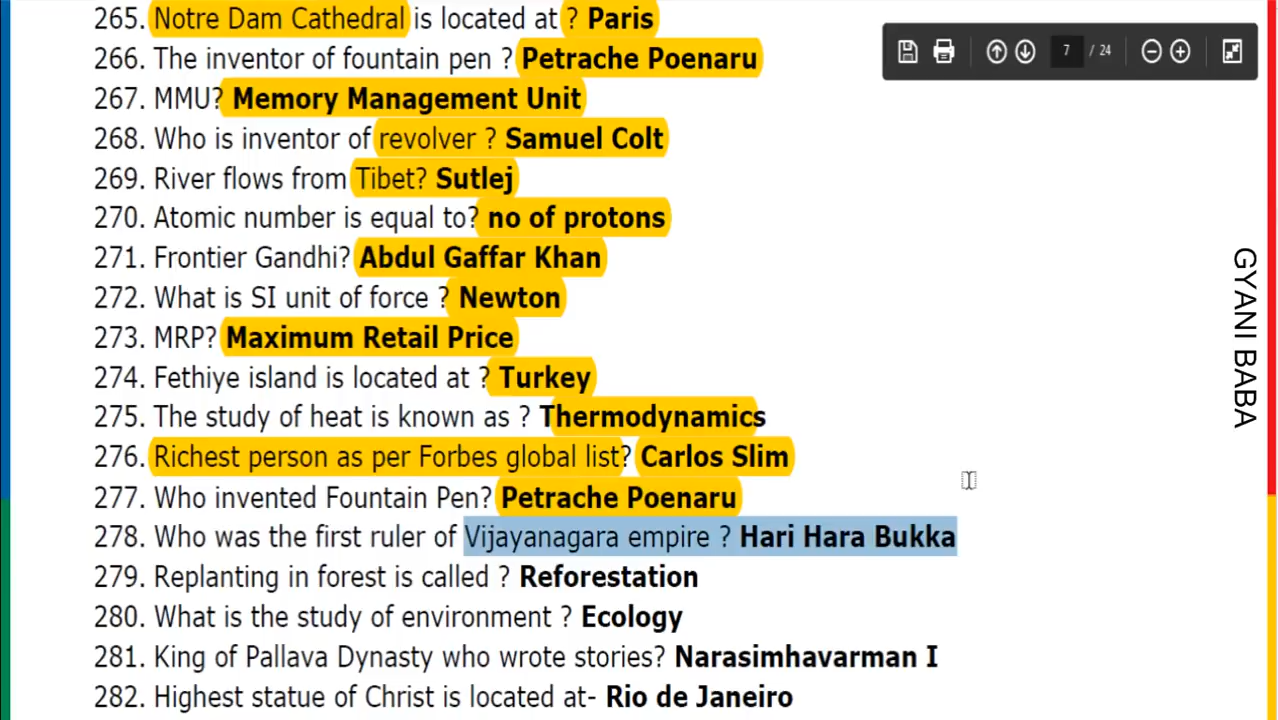 265. Notre Dam Cathedral is located at ? Paris
266. The inventor of fountain pen ? Petrache Poenaru
267. MMU? Memory Management Unit
268. Who is inventor of revolver ? Samuel Colt
269. River flows from Tibet? Sutlej
270. Atomic number is equal to? no of protons
271. Frontier Gandhi? Abdul Gaffar Khan
272. What is SI unit of force ? Newton
273. MRP? Maximum Retail Price
274. Fethiye island is located at ? Turkey
275. The study of heat is known as ? Thermodynamics
276. Richest person as per Forbes global list? Carlos Slim
277. Who invented Fountain Pen? Petrache Poenaru
278. Who was the first ruler of Vijayanagara empire ? Hari Hara Bukka
279. Replanting in forest is called ? Reforestation
280. What is the study of environment ? Ecology
281. King of Pallava Dynasty who wrote stories? Narasimhavarman I
282. Highest statue of Christ is located at- Rio de Janeiro
7 / 24
GYANI BABA